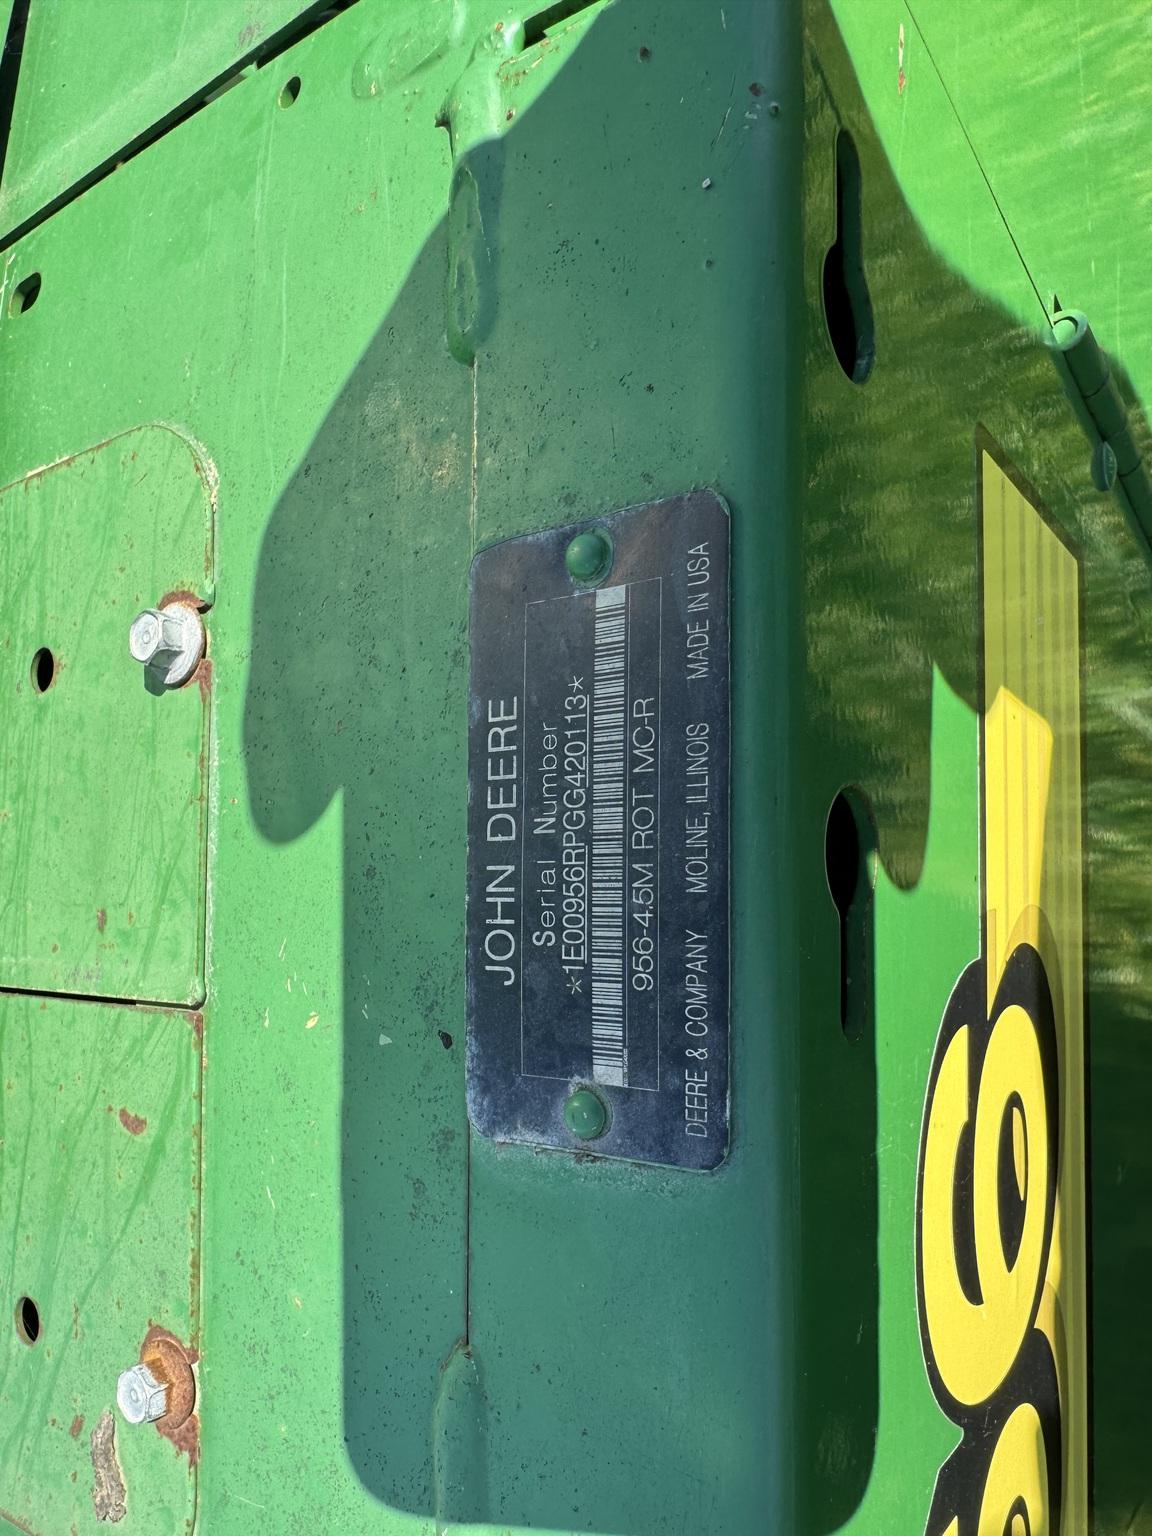 JOHN DEERE
Serial Number
*1E00956RPGG420113*
956-4.5M ROT MC-R
DEERE & COMPANY MOLINE, ILLINOIS MADE IN USA